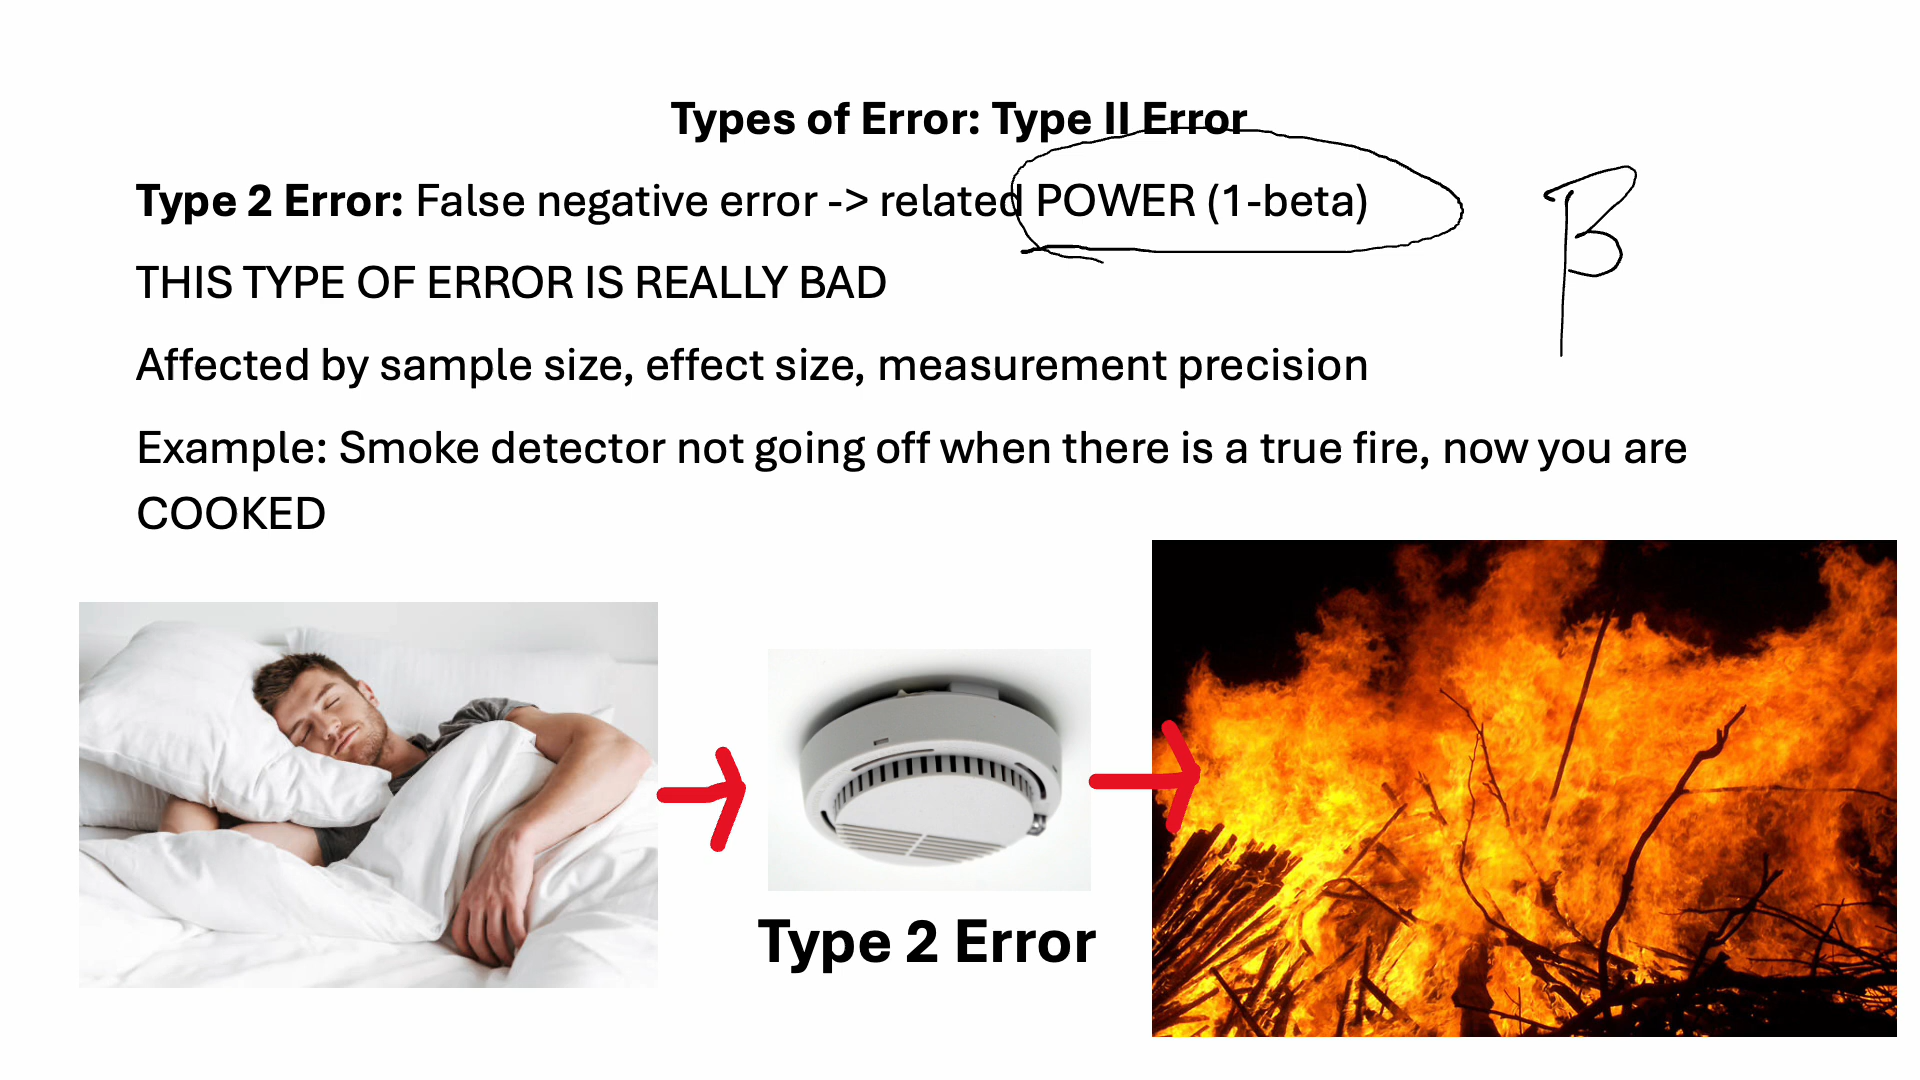 Types of Error: Type II Error
Type 2 Error: False negative error -> related POWER (1-beta)
β
THIS TYPE OF ERROR IS REALLY BAD
Affected by sample size, effect size, measurement precision
Example: Smoke detector not going off when there is a true fire, now you are
COOKED
Type 2 Error